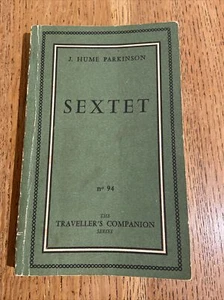 J. HUME PARKINSON
SEXTET
nº 94
THE
TRAVELLER'S COMPANION
SERIES